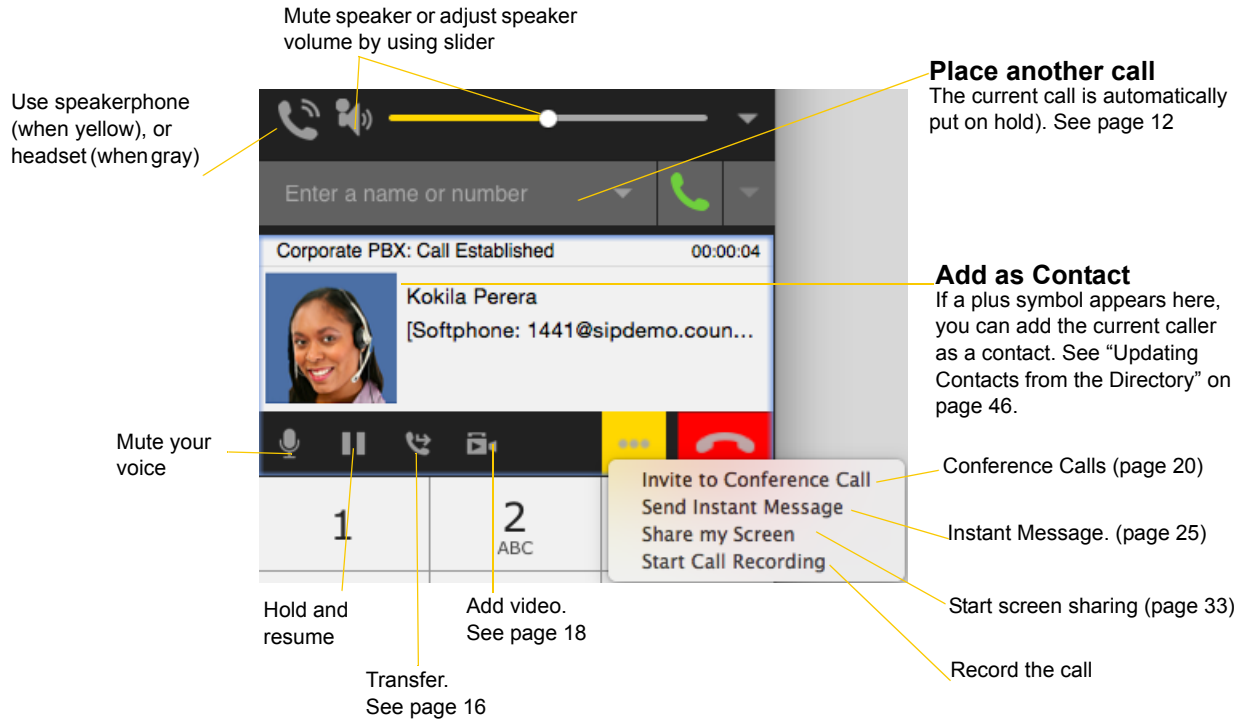 Mute speaker or adjust speaker
volume by using slider
Use speakerphone
(when yellow), or
headset (when gray)
Place another call
The current call is automatically
put on hold). See page 12
Enter a name or number
Corporate PBX: Call Established 00:00:04
Kokila Perera
[Softphone: 1441@sipdemo.coun...
Add as Contact
If a plus symbol appears here,
you can add the current caller
as a contact. See “Updating
Contacts from the Directory” on
page 46.
Mute your
voice
Invite to Conference Call
Send Instant Message
Share my Screen
Start Call Recording
Conference Calls (page 20)
Instant Message. (page 25)
Start screen sharing (page 33)
Record the call
1
2
ABC
Hold and
resume
Add video.
See page 18
Transfer.
See page 16